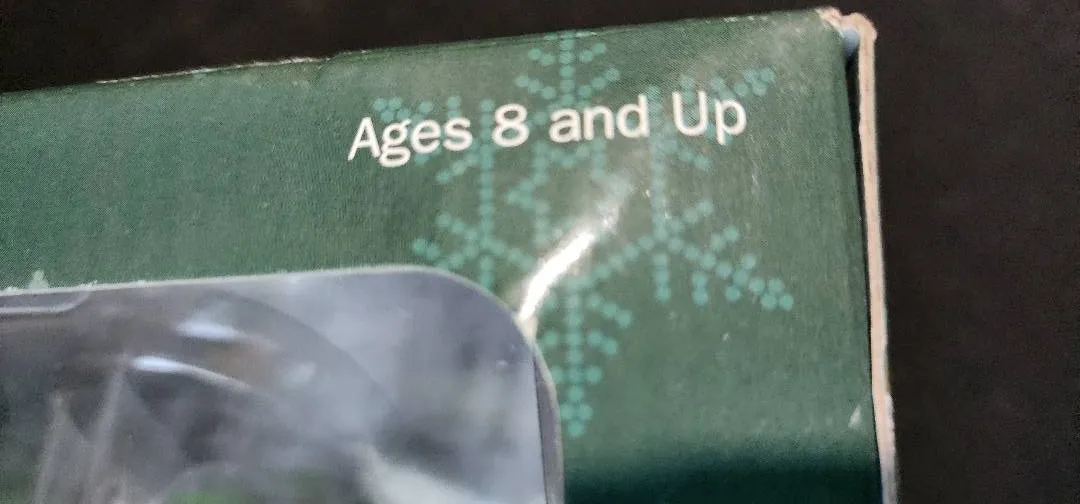 Ages 8 and Up